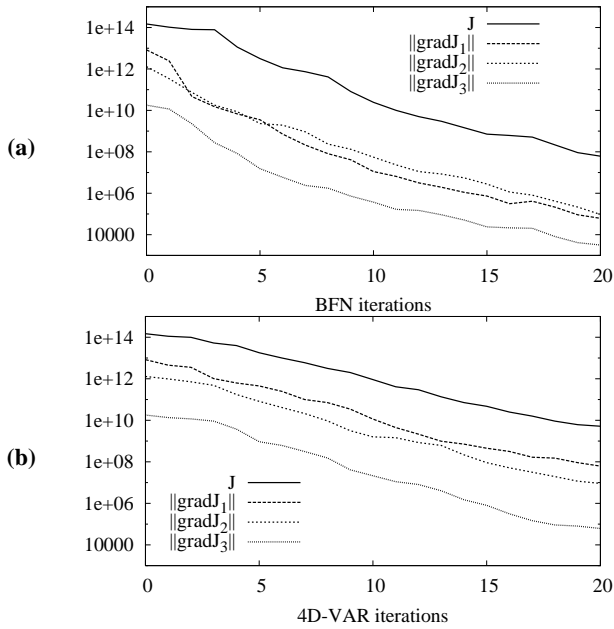 (a)
1e+14
1e+12
1e+10
1e+08
1e+06
10000
J
||gradJ1||
||gradJ2||
||gradJ3||
0 5 10 15 20
BFN iterations
(b)
1e+14
1e+12
1e+10
1e+08
1e+06
10000
J
||gradJ1||
||gradJ2||
||gradJ3||
0 5 10 15 20
4D-VAR iterations